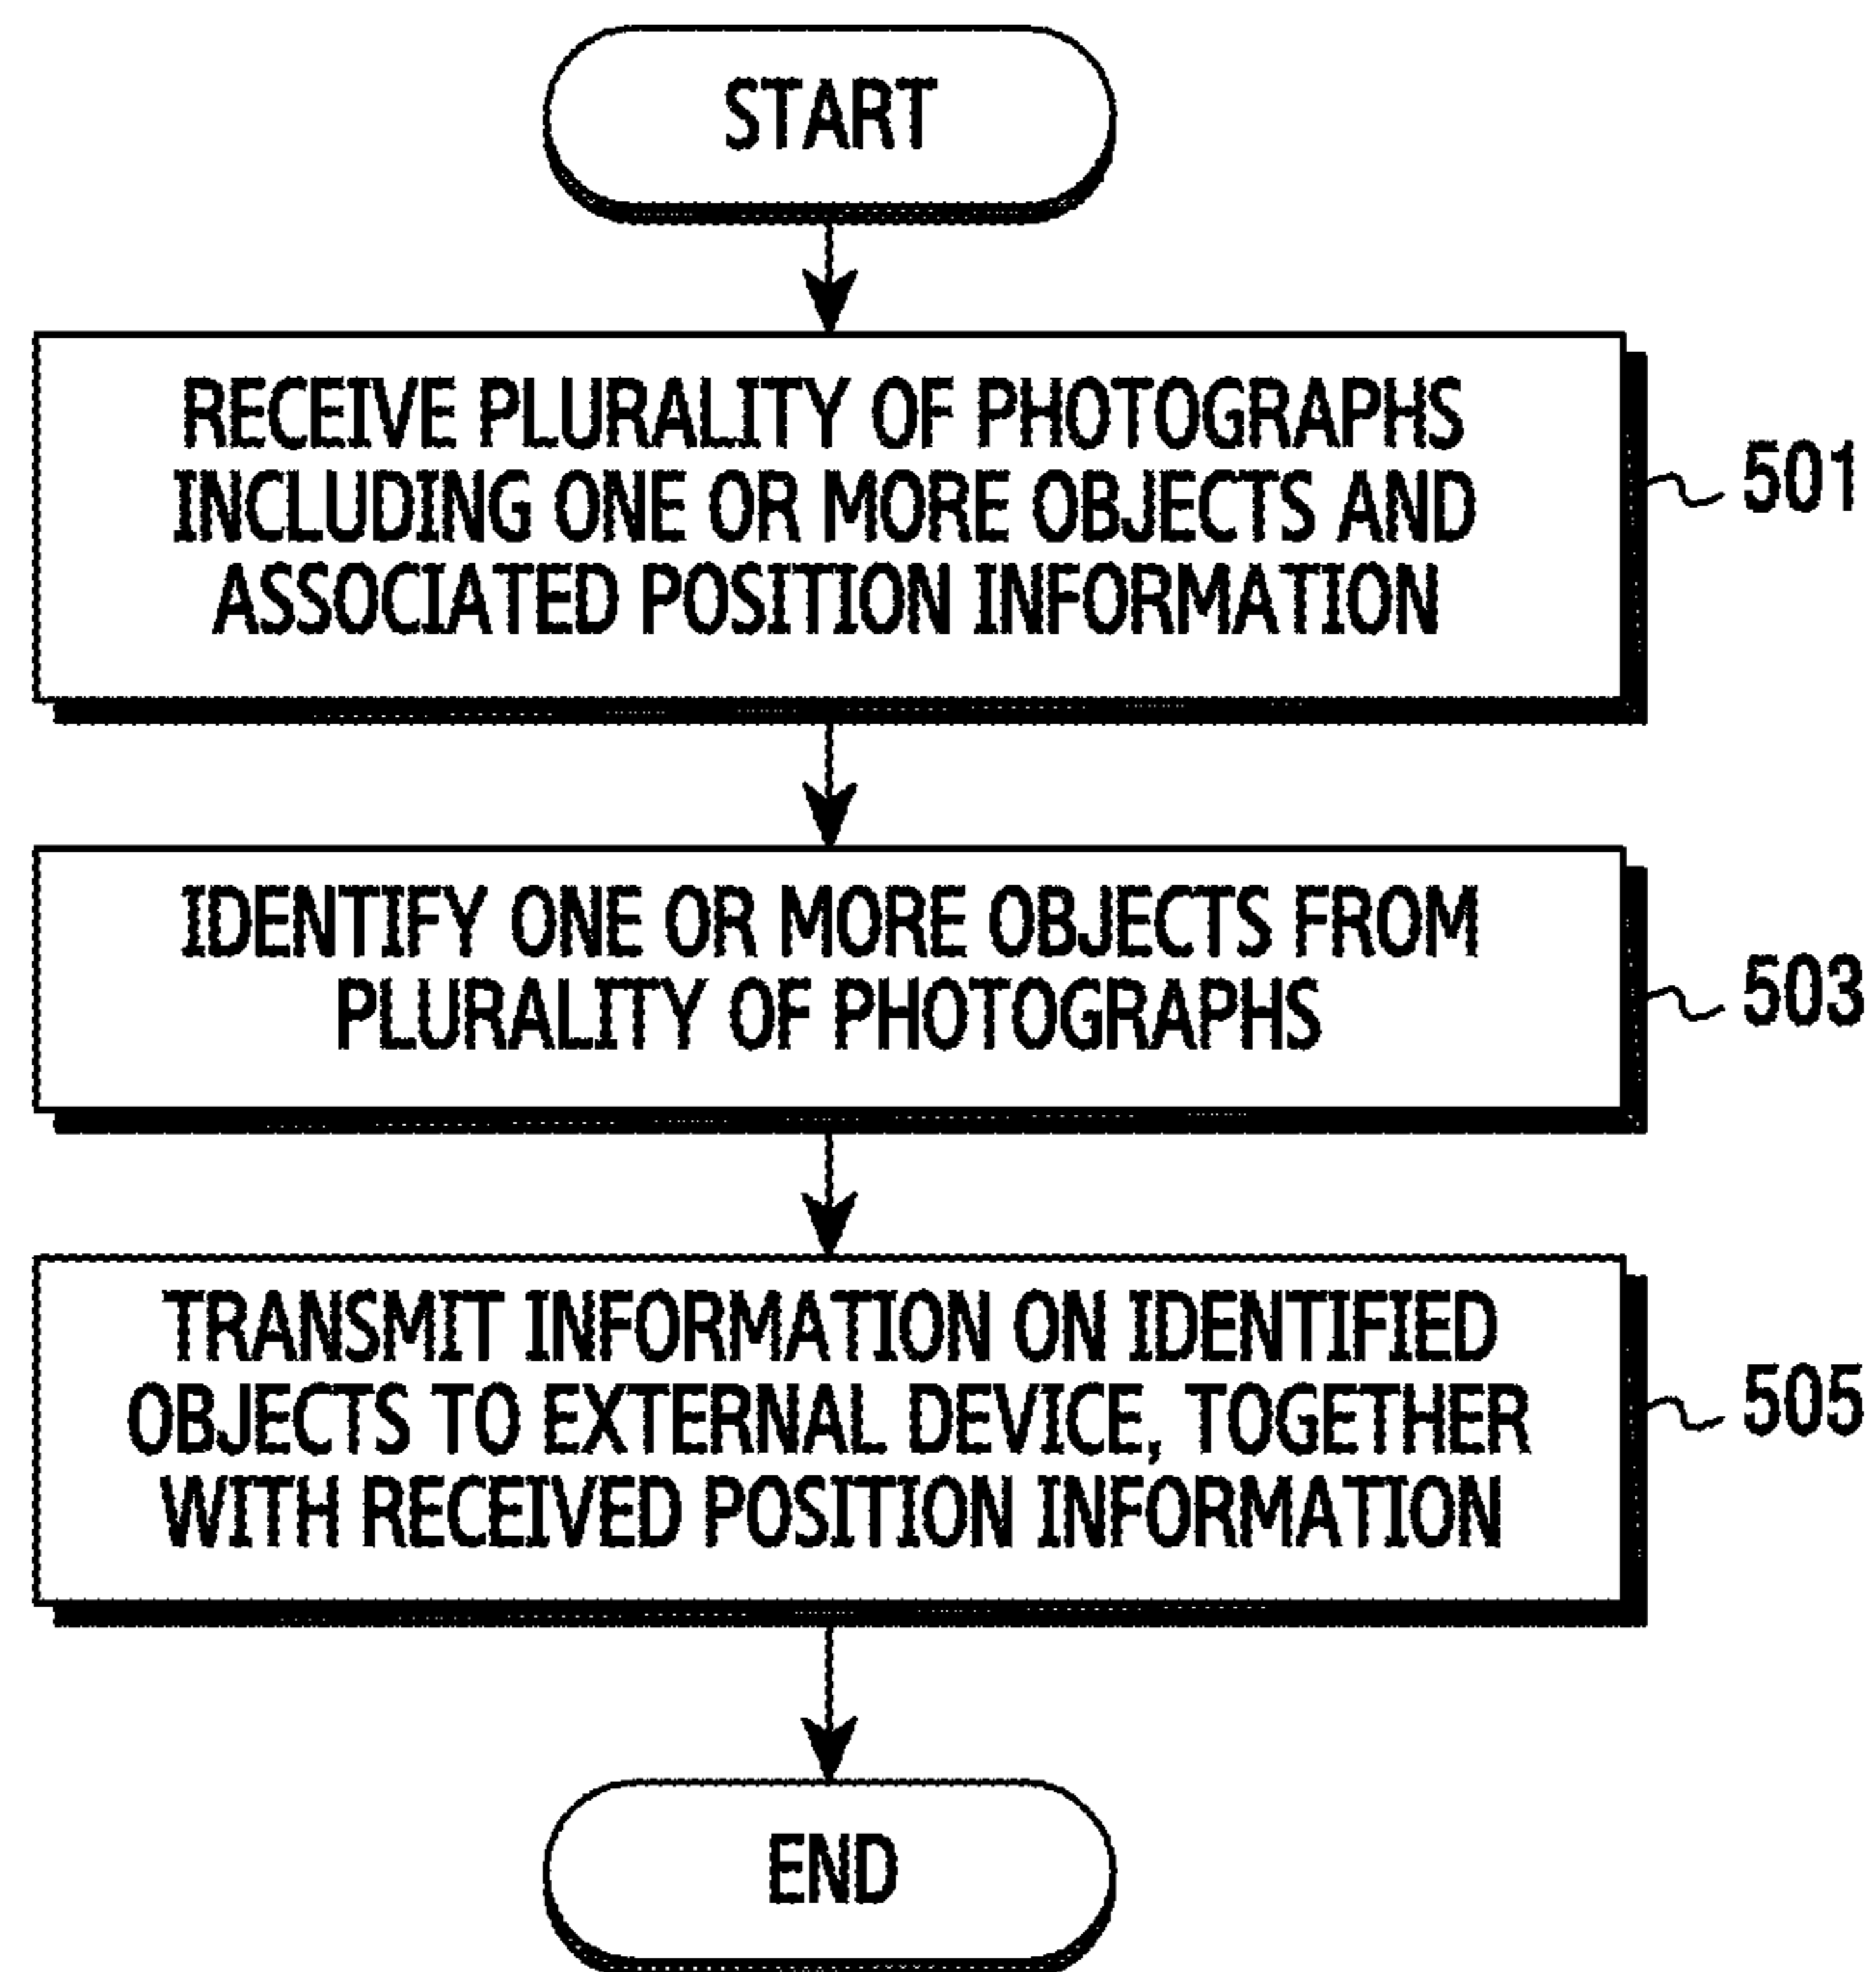 START
RECEIVE PLURALITY OF PHOTOGRAPHS
INCLUDING ONE OR MORE OBJECTS AND
ASSOCIATED POSITION INFORMATION
501
IDENTIFY ONE OR MORE OBJECTS FROM
PLURALITY OF PHOTOGRAPHS
503
TRANSMIT INFORMATION ON IDENTIFIED
OBJECTS TO EXTERNAL DEVICE, TOGETHER
WITH RECEIVED POSITION INFORMATION
505
END